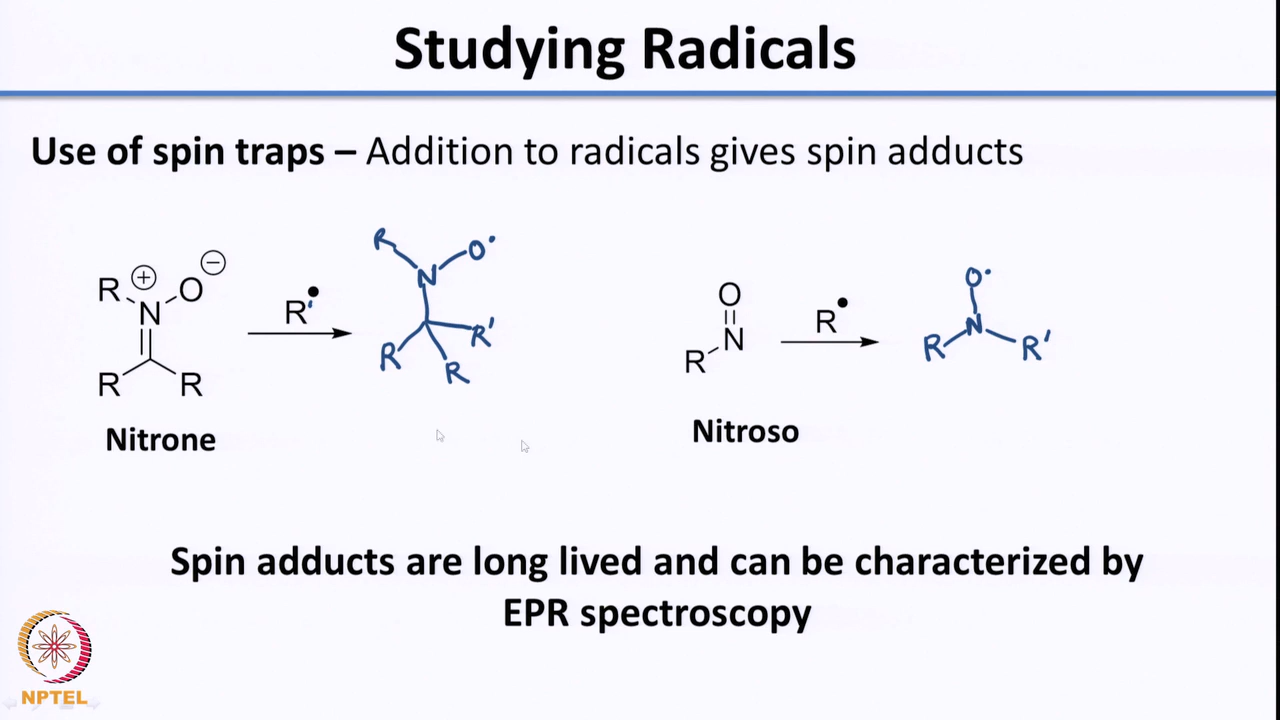 Studying Radicals
Use of spin traps – Addition to radicals gives spin adducts
R ⊕ N O ⊖
R R
R'•
R N O•
R R R'
Nitrone
O
N
R
R•
O•
N
R R'
Nitroso
Spin adducts are long lived and can be characterized by
EPR spectroscopy
NPTEL